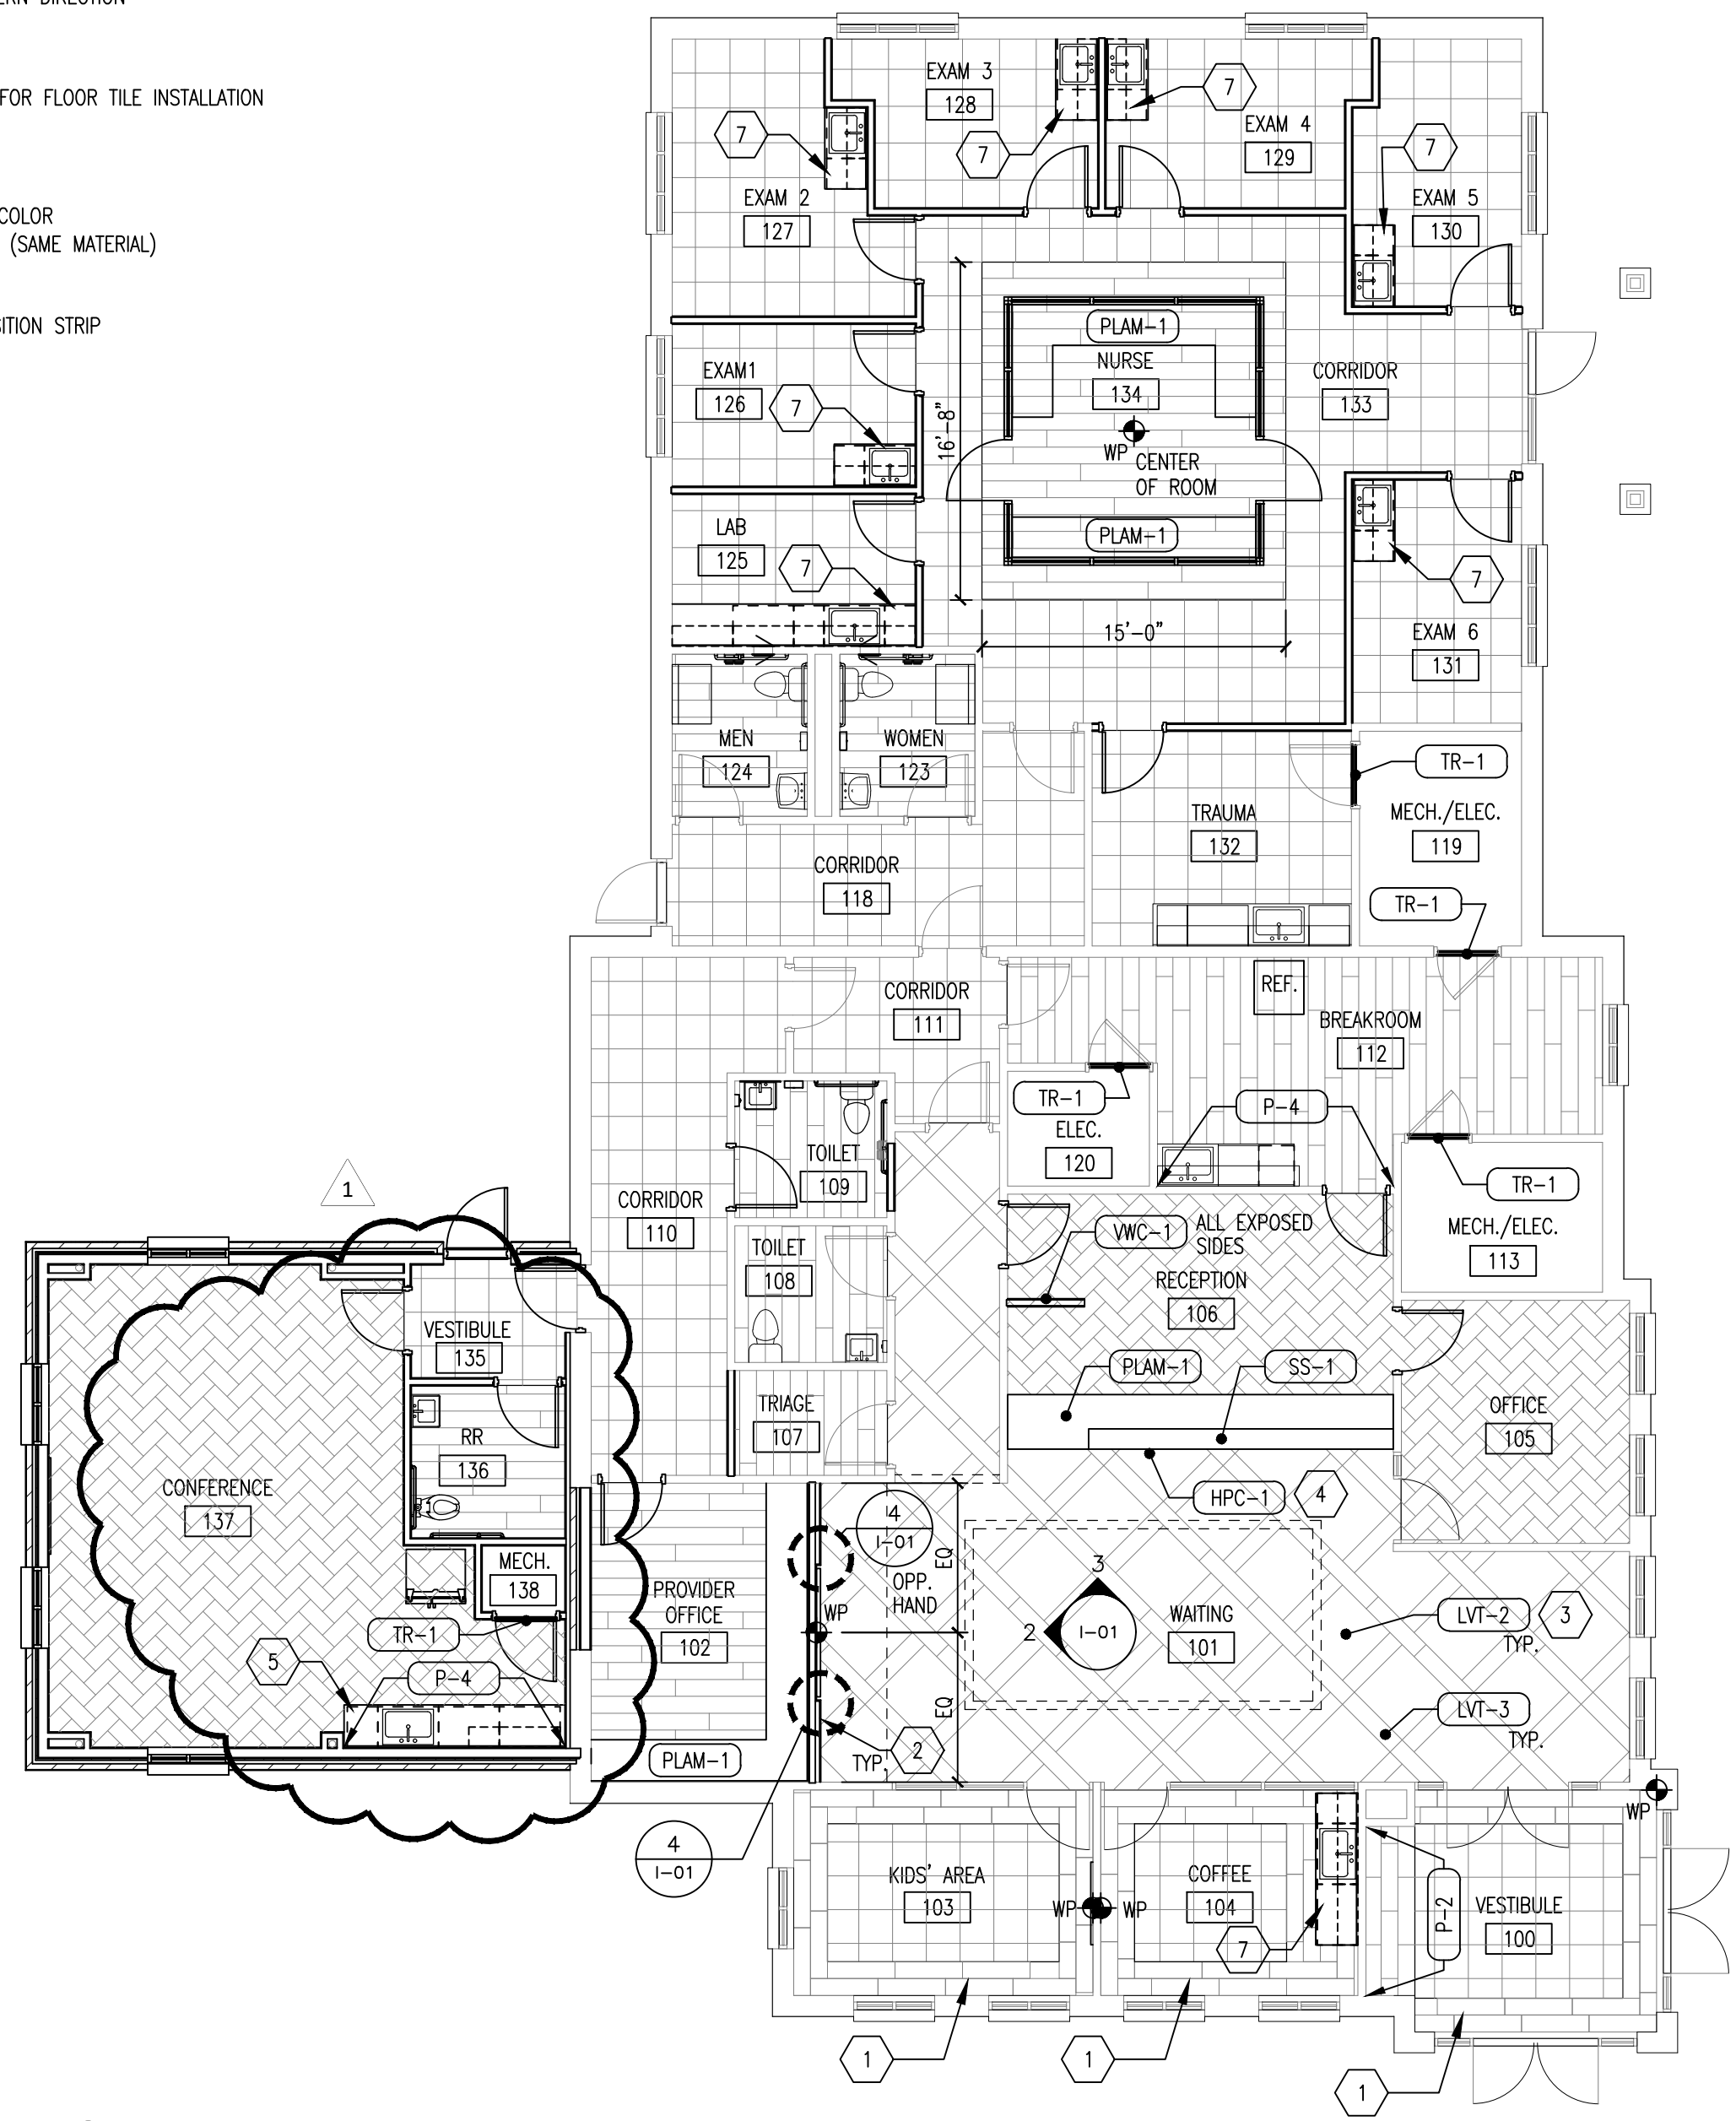 FOR FLOOR TILE INSTALLATION
COLOR
(SAME MATERIAL)
STRIP
EXAM 3
128
7
7
EXAM 4
129
7
7
EXAM 2
127
EXAM 5
130
PLAM-1
NURSE
134
EXAM1
126
7
CORRIDOR
133
16'-8"
WP
CENTER
OF ROOM
LAB
125
7
PLAM-1
7
15'-0"
EXAM 6
131
MEN
124
WOMEN
123
TR-1
TRAUMA
132
MECH./ELEC.
119
CORRIDOR
118
TR-1
CORRIDOR
111
REF.
BREAKROOM
112
TR-1
P-4
ELEC.
120
TOILET
109
1
TR-1
CORRIDOR
110
VWC-1
ALL EXPOSED
SIDES
MECH./ELEC.
113
TOILET
108
RECEPTION
106
VESTIBULE
135
PLAM-1
SS-1
TRIAGE
107
OFFICE
105
RR
136
CONFERENCE
137
HPC-1
4
4
I-01
EQ
MECH.
138
3
OPP.
HAND
PROVIDER
OFFICE
102
WP
2
I-01
WAITING
101
LVT-2
3
TYP.
TR-1
5
P-4
EQ
LVT-3
TYP.
2
TYP.
PLAM-1
WP
4
I-01
KIDS' AREA
103
COFFEE
104
WP
WP
P-2
VESTIBULE
100
7
1
1
1